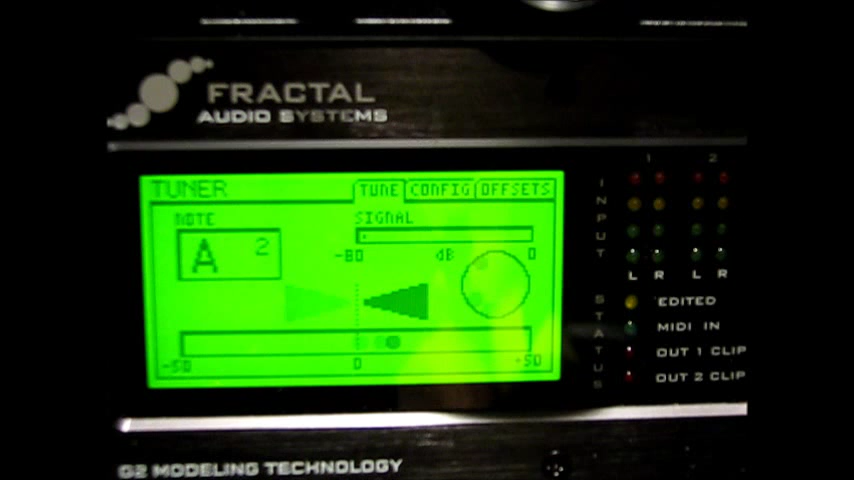 FRACTAL
AUDIO SYSTEMS
TUNER TUNE CONFIG OFFSETS
NOTE SIGNAL
A 2
-80 dB 0
-50 0 +50
1 2
INPUT
L R L R
STATUS
EDITED
MIDI IN
OUT 1 CLIP
OUT 2 CLIP
G2 MODELING TECHNOLOGY